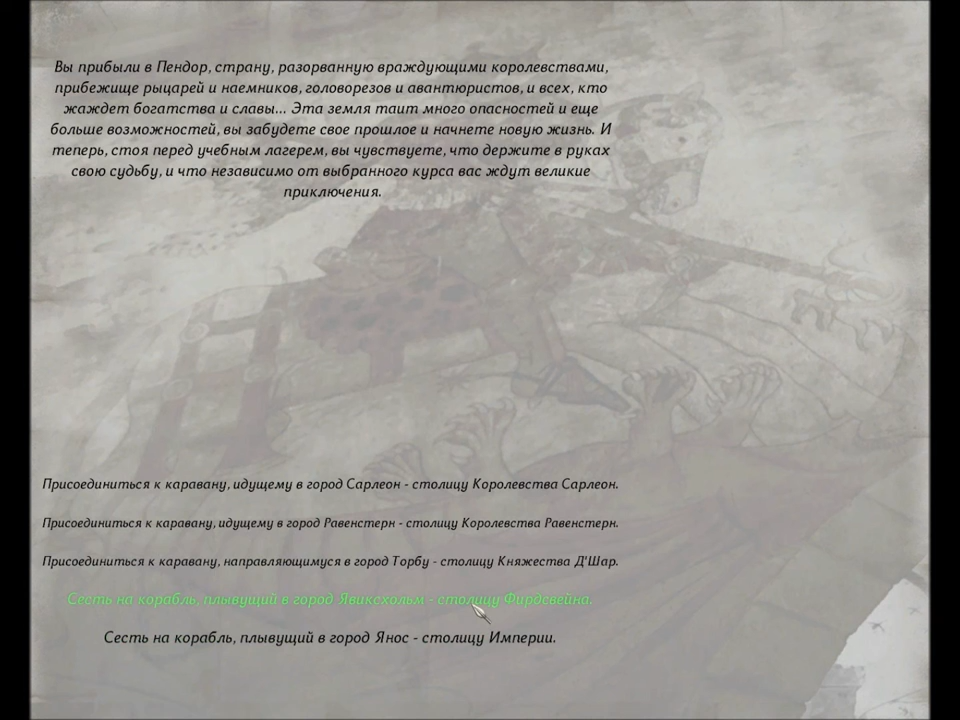 Вы прибыли в Пендор, страну, разорванную враждующими королевствами,
прибежище рыцарей и наемников, головорезов и авантюристов, и всех, кто
жаждет богатства и славы... Эта земля таит много опасностей и еще
больше возможностей, вы забудете свое прошлое и начнете новую жизнь. И
теперь, стоя перед учебным лагерем, вы чувствуете, что держите в руках
свою судьбу, и что независимо от выбранного курса вас ждут великие
приключения.
Присоединиться к каравану, идущему в город Сарлеон - столицу Королевства Сарлеон.
Присоединиться к каравану, идущему в город Равенстерн - столицу Королевства Равенстерн.
Присоединиться к каравану, направляющимуся в город Торбу - столицу Княжества Д'Шар.
Сесть на корабль, плывущий в город Явиксхольм - столицу Фирдсвейна.
Сесть на корабль, плывущий в город Янос - столицу Империи.